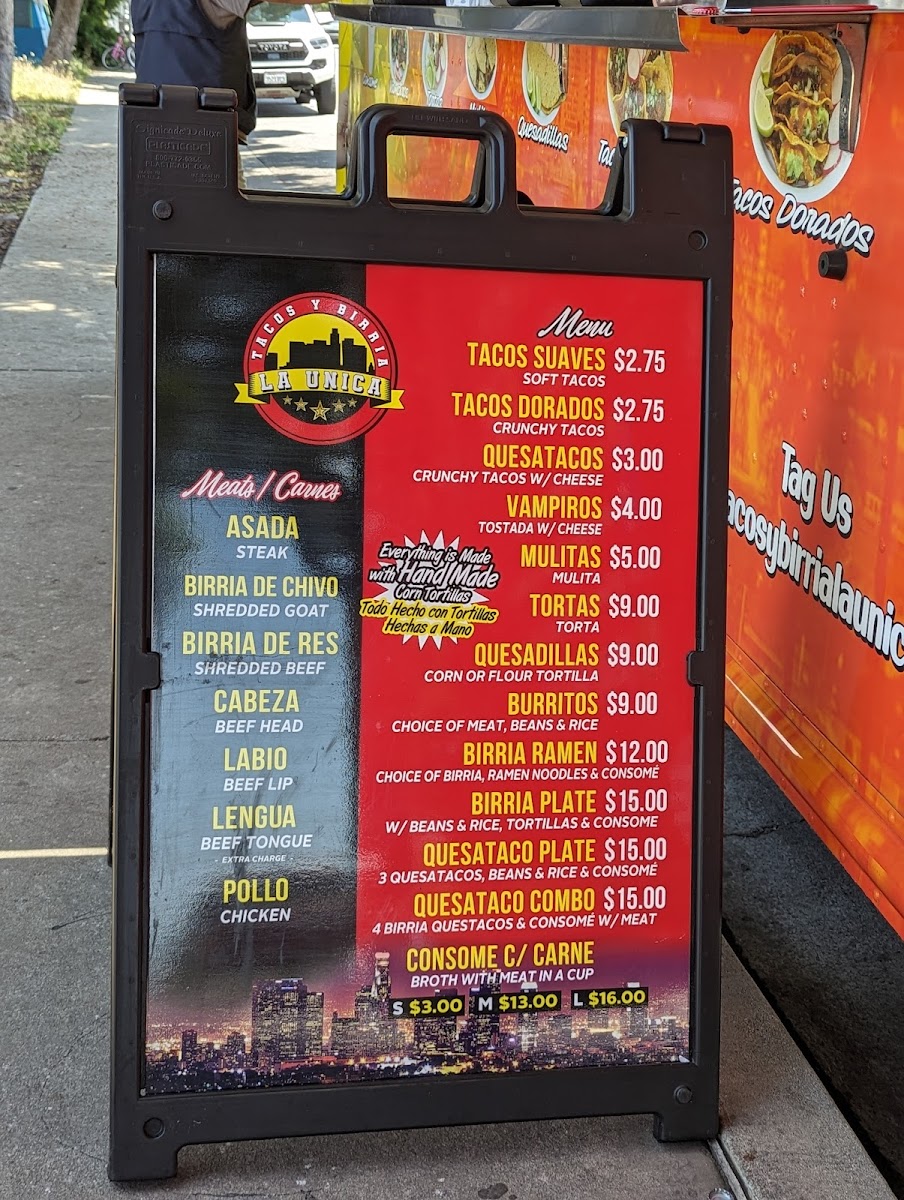 TOYOTA
Signicade Deluxe
PLASTICADE
Quesadillas
Tacos Dorados
Tag Us
TACOS Y BIRRIA
LA UNICA
Meats / Carnes
ASADA
STEAK
BIRRIA DE CHIVO
SHREDDED GOAT
BIRRIA DE RES
SHREDDED BEEF
CABEZA
BEEF HEAD
LABIO
BEEF LIP
LENGUA
BEEF TONGUE
- EXTRA CHARGE -
POLLO
CHICKEN
Menu
TACOS SUAVES $2.75
SOFT TACOS
TACOS DORADOS $2.75
CRUNCHY TACOS
QUESATACOS $3.00
CRUNCHY TACOS W/ CHEESE
VAMPIROS $4.00
TOSTADA W/ CHEESE
MULITAS $5.00
MULITA
TORTAS $9.00
TORTA
QUESADILLAS $9.00
CORN OR FLOUR TORTILLA
BURRITOS $9.00
CHOICE OF MEAT, BEANS & RICE
BIRRIA RAMEN $12.00
CHOICE OF BIRRIA, RAMEN NOODLES & CONSOMÉ
BIRRIA PLATE $15.00
W/ BEANS & RICE, TORTILLAS & CONSOME
QUESATACO PLATE $15.00
3 QUESATACOS, BEANS & RICE & CONSOMÉ
QUESATACO COMBO $15.00
4 BIRRIA QUESTACOS & CONSOMÉ W/ MEAT
CONSOME C/ CARNE
BROTH WITH MEAT IN A CUP
S $3.00 M $13.00 L $16.00
Everything is Made
with Hand Made
Corn Tortillas
Todo Hecho con Tortillas
Hechas a Mano
acosybirrialaunic